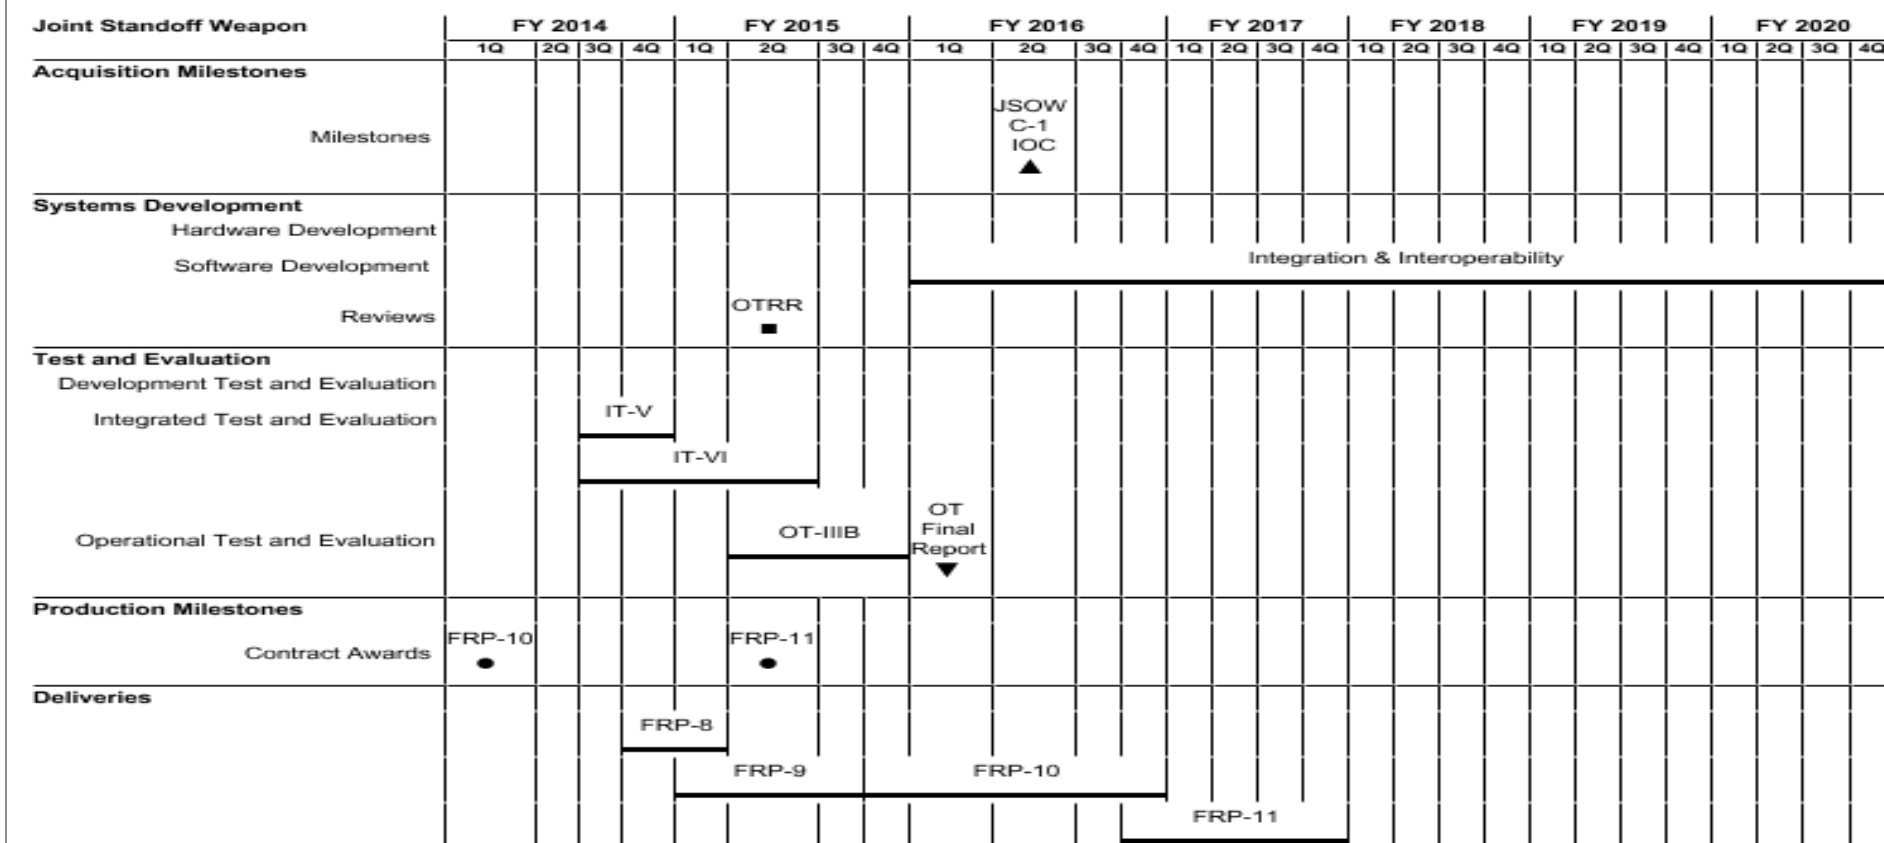 Joint Standoff Weapon FY 2014 FY 2015 FY 2016 FY 2017 FY 2018 FY 2019 FY 2020
1Q 2Q 3Q 4Q 1Q 2Q 3Q 4Q 1Q 2Q 3Q 4Q 1Q 2Q 3Q 4Q 1Q 2Q 3Q 4Q 1Q 2Q 3Q 4Q 1Q 2Q 3Q 4Q
Acquisition Milestones
JSOW
C-1
Milestones IOC
Systems Development
Hardware Development
Integration & Interoperability
Software Development
OTRR
Reviews
Test and Evaluation
Development Test and Evaluation
IT-V
Integrated Test and Evaluation
IT-VI
OT
Final
OT-IIIB
Operational Test and Evaluation Report
Production Milestones
FRP-10 FRP-11
Contract Awards
Deliveries
FRP-8
FRP-9 FRP-10
FRP-11